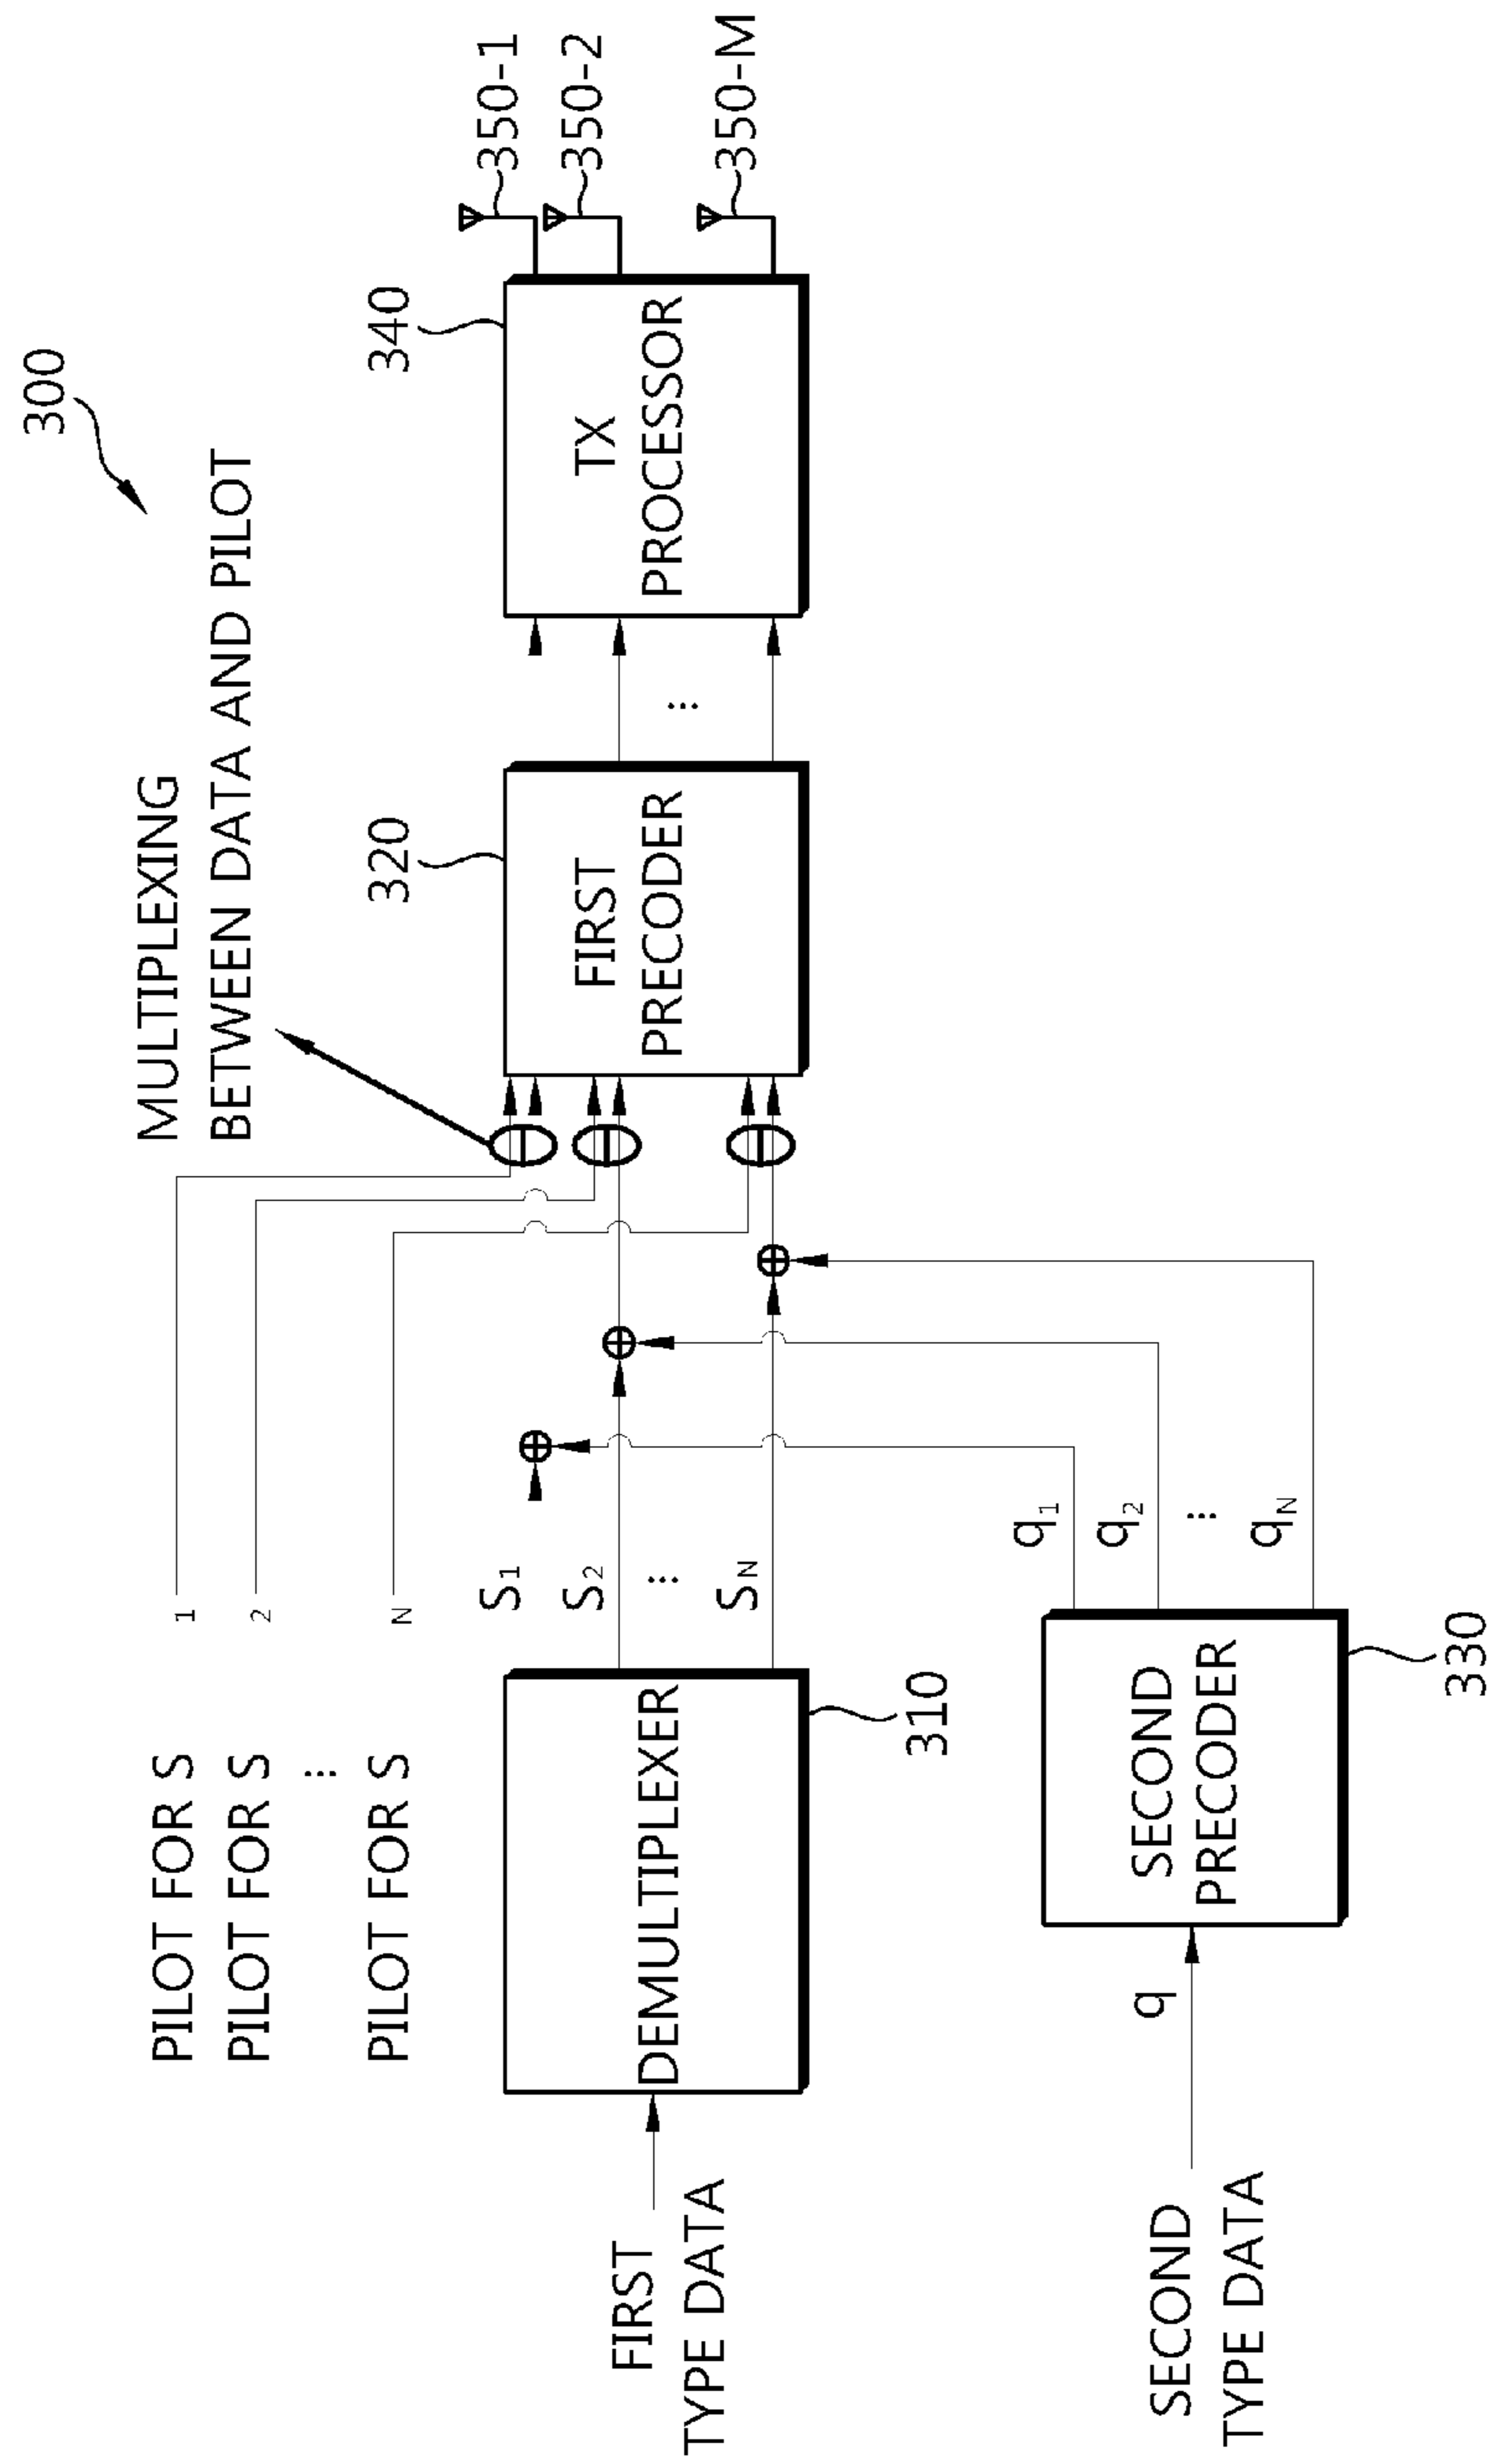 300
MULTIPLEXING
BETWEEN DATA AND PILOT
PILOT FOR S 1
PILOT FOR S 2
⋮
PILOT FOR S N
320
340
350-1
350-2
350-M
FIRST
TYPE DATA
DEMULTIPLEXER
S1
S2
⋮
SN
FIRST
PRECODER
⋮
TX
PROCESSOR
310
SECOND
TYPE DATA
q
SECOND
PRECODER
q1
q2
⋮
qN
330